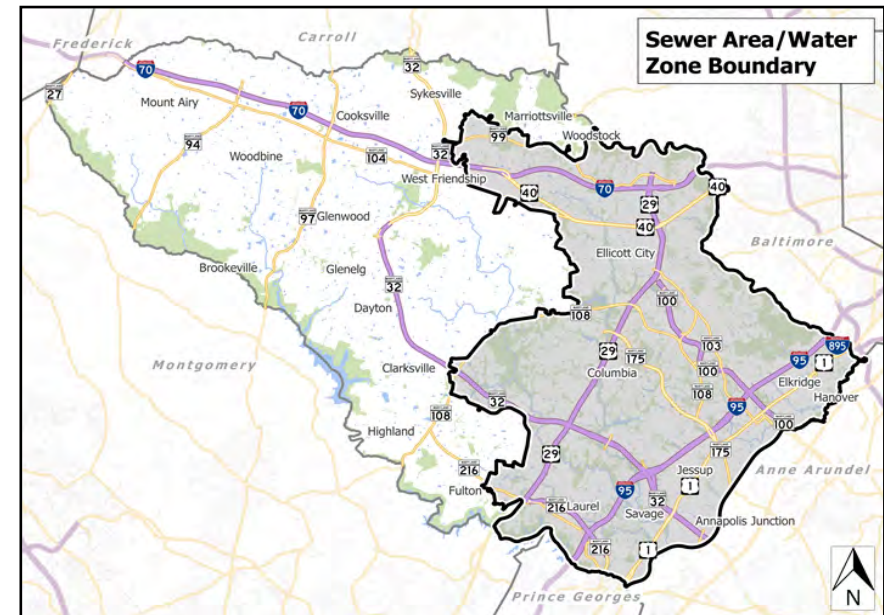 Sewer Area/Water
Zone Boundary
Frederick
Carroll
70
MARYLAND 32
27
Mount Airy
70
Sykesville
Cooksville
Marriottsville
94
MARYLAND 99
Woodstock
Woodbine
104
MARYLAND 32
West Friendship
40
70
40
29
97
Glenwood
40
Ellicott City
Baltimore
Brookeville
Glenelg
32
Dayton
100
108
103
895
29
175
95
1
Montgomery
Clarksville
Columbia
100
Elkridge
32
108
95
Hanover
108
100
Highland
175
29
216
Jessup
Anne Arundel
Fulton
95
1
Laurel
32
216
Savage
Annapolis Junction
216
1
Prince Georges
N